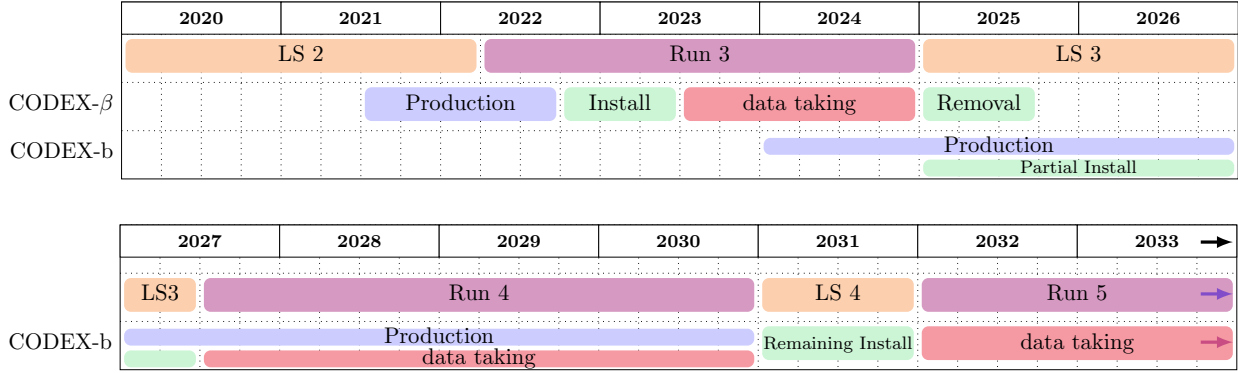 2020 2021 2022 2023 2024 2025 2026
LS 2 Run 3 LS 3
CODEX-β Production Install data taking Removal
CODEX-b Production
Partial Install
2027 2028 2029 2030 2031 2032 2033
LS3 Run 4 LS 4 Run 5
CODEX-b Production Remaining Install data taking
data taking